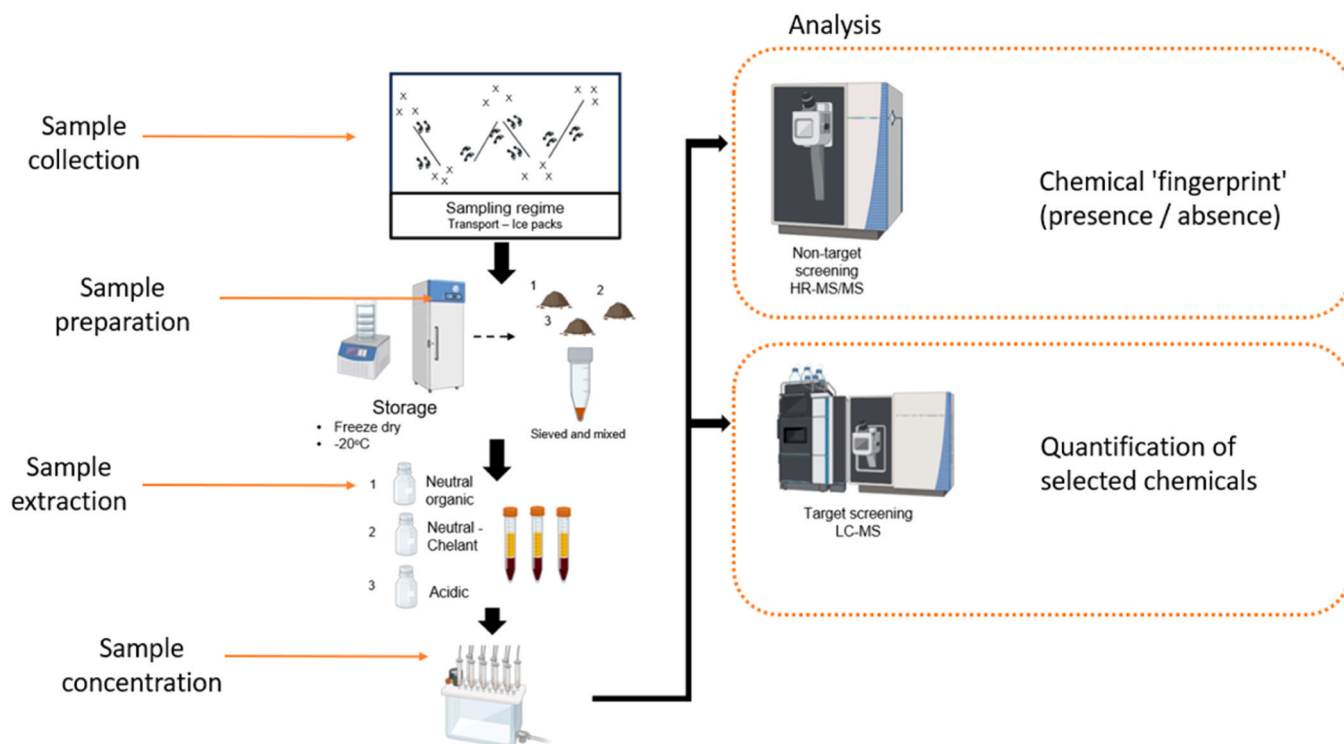 Analysis
Sample
collection
X X X X X X X X X X X X X X X
Sampling regime
Transport – Ice packs
Sample
preparation
1
2
3
Storage
• Freeze dry
• -20ºC
Sieved and mixed
Sample
extraction
1 Neutral
organic
2 Neutral -
Chelant
3 Acidic
Sample
concentration
Non-target
screening
HR-MS/MS
Chemical 'fingerprint'
(presence / absence)
Target screening
LC-MS
Quantification of
selected chemicals